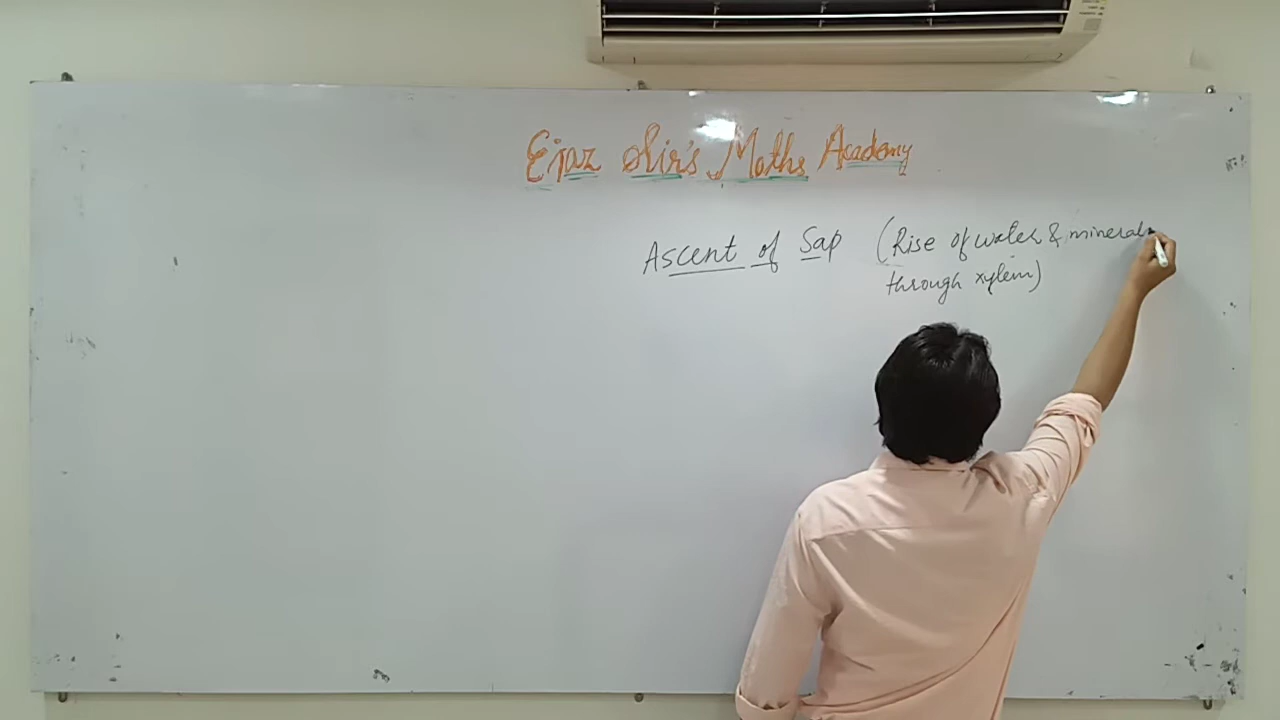 Ejaz Sir's Maths Academy
Ascent of Sap (Rise of water & minerals
through xylem)